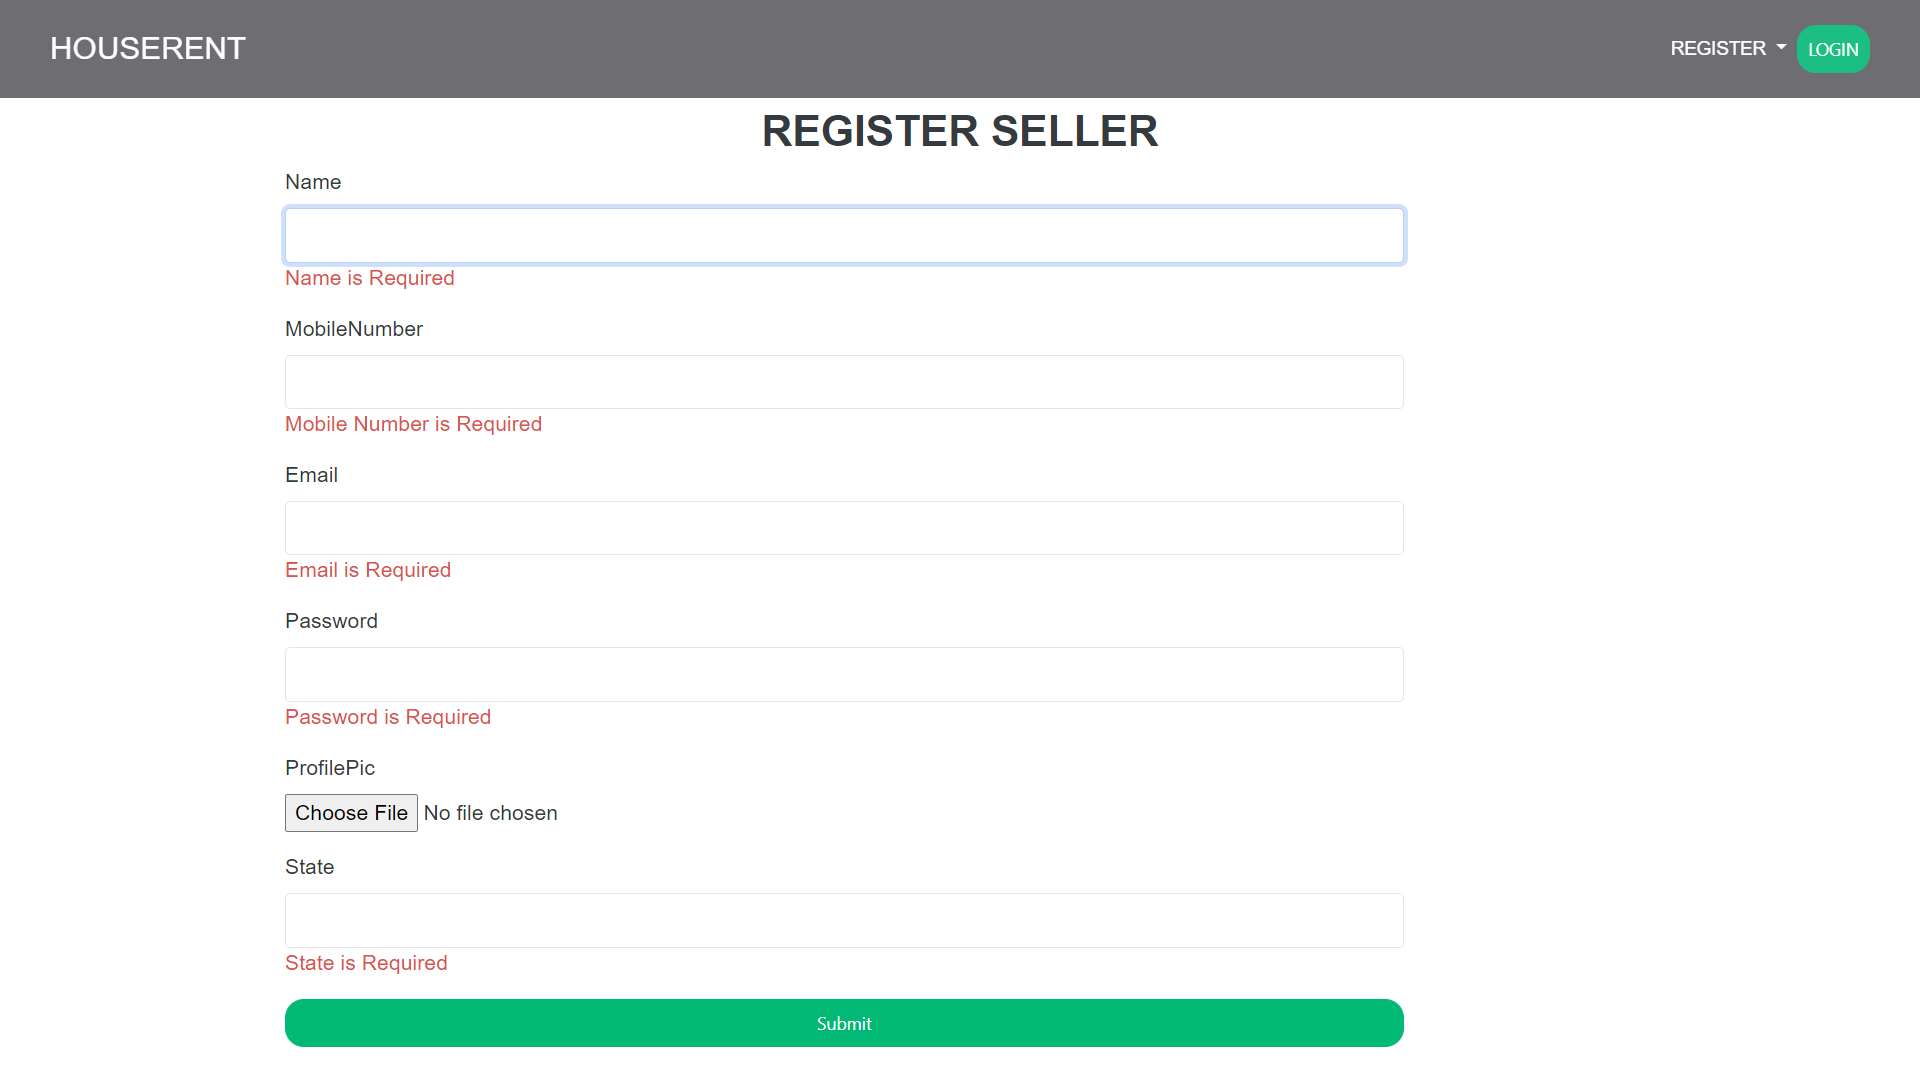 HOUSERENT
REGISTER
LOGIN
REGISTER SELLER
Name
Name is Required
MobileNumber
Mobile Number is Required
Email
Email is Required
Password
Password is Required
ProfilePic
Choose File No file chosen
State
State is Required
Submit